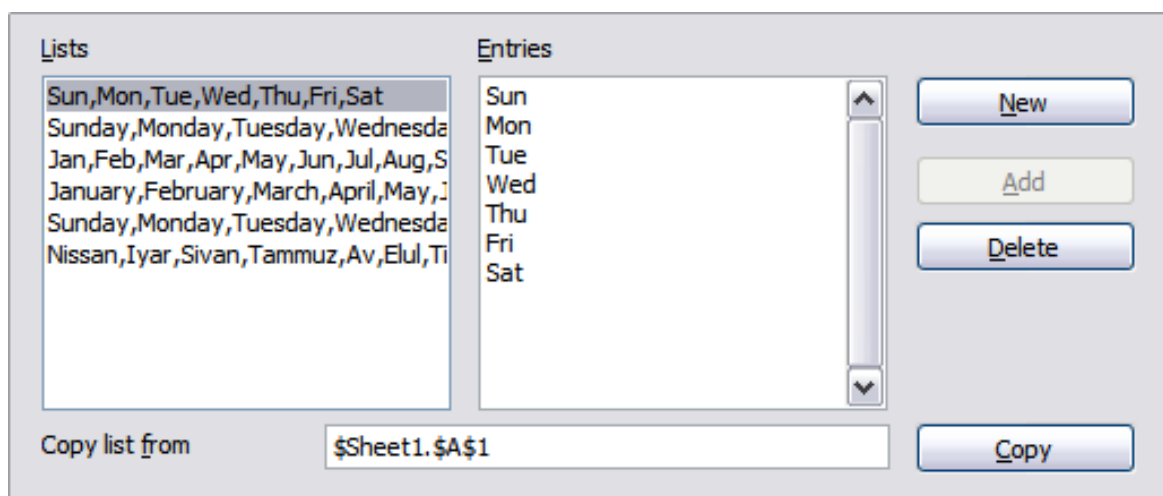 Lists
Sun,Mon,Tue,Wed,Thu,Fri,Sat
Sunday,Monday,Tuesday,Wednesda
Jan,Feb,Mar,Apr,May,Jun,Jul,Aug,S
January,February,March,April,May,J
Sunday,Monday,Tuesday,Wednesda
Nissan,Iyar,Sivan,Tammuz,Av,Elul,Ti
Entries
Sun
Mon
Tue
Wed
Thu
Fri
Sat
New
Add
Delete
Copy list from
$Sheet1.$A$1
Copy